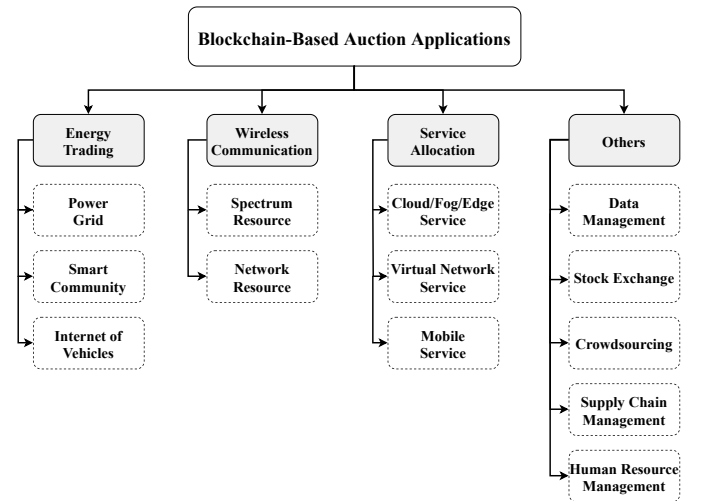 Blockchain-Based Auction Applications
Energy
Trading
Power
Grid
Smart
Community
Internet of
Vehicles
Wireless
Communication
Spectrum
Resource
Network
Resource
Service
Allocation
Cloud/Fog/Edge
Service
Virtual Network
Service
Mobile
Service
Others
Data
Management
Stock Exchange
Crowdsourcing
Supply Chain
Management
Human Resource
Management